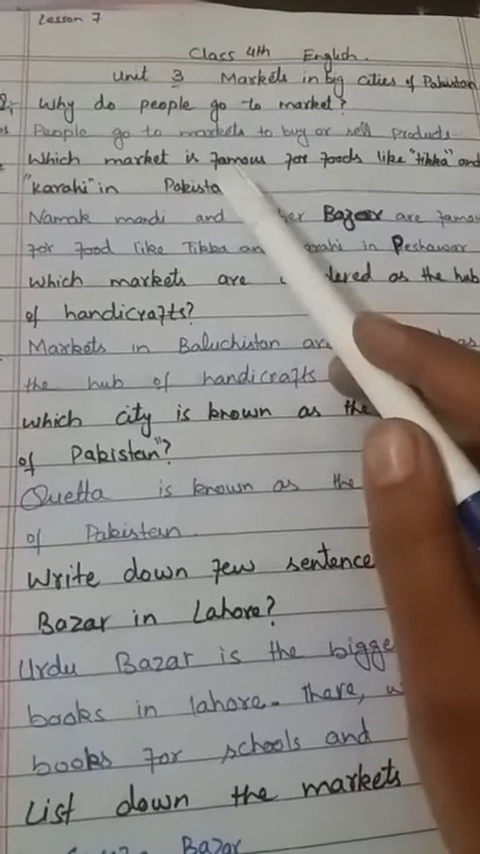 Lesson 7
Class 4th English.
Unit 3 Markets in big cities of Pakistan
Why do people go to market?
People go to markets to buy or sell products
Which market is famous for foods like "tikka" and
"karahi" in
Namak mandi and Bazar are
for food like Tikka in Peshawar
which markets are as the hub
of handicrafts?
Markets in Baluchistan
the hub of handicrafts
which city is known as the
of Pakistan"?
Quetta is known as the
of Pakistan.
Write down few sentence
Bazar in Lahore?
Urdu Bazar is the
books in lahore. There,
books for schools and
List down the markets
Bazar